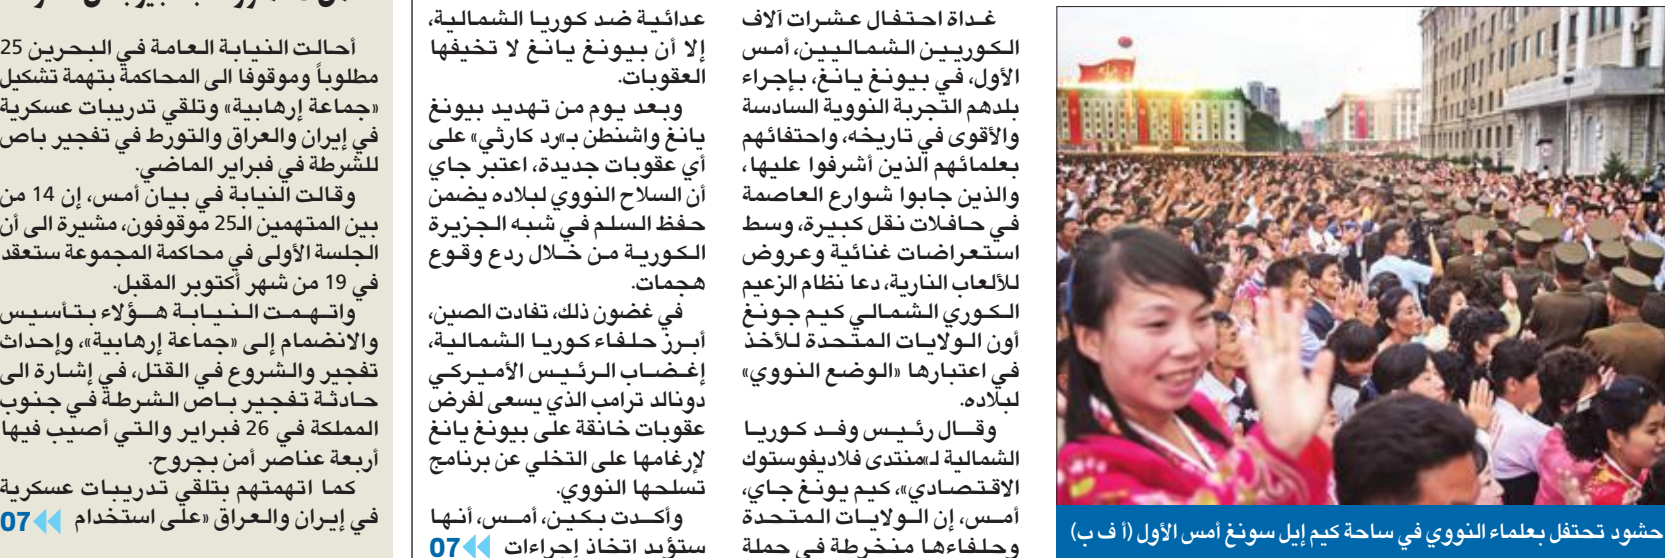 غداة احتفال عشرات آلاف
الكوريين الشماليين، أمس
الأول، في بيونغ يانغ، بإجراء
بلدهم التجربة النووية السادسة
والأقوى في تاريخه، واحتفائهم
بعلمائهم الذين أشرفوا عليها،
والذين جابوا شوارع العاصمة
في حافلات نقل كبيرة، وسط
استعراضات غنائية وعروض
للألعاب النارية، دعا نظام الزعيم
الكوري الشمالي كيم جونغ
أون الولايات المتحدة للأخذ
في اعتبارها «الوضع النووي»
لبلاده.
وقال رئيس وفد كوريا
الشمالية لـ«منتدى فلاديفوستوك
الاقتصادي»، كيم يونغ جاي،
أمس، إن الولايات المتحدة
وحلفاءها منخرطة في حملة
عدائية ضد كوريا الشمالية،
إلا أن بيونغ يانغ لا تخيفها
العقوبات.
وبعد يوم من تهديد بيونغ
يانغ واشنطن بـ«رد كارثي» على
أي عقوبات جديدة، اعتبر جاي
أن السلاح النووي لبلاده يضمن
حفظ السلم في شبه الجزيرة
الكورية من خلال ردع وقوع
هجمات.
في غضون ذلك، تفادت الصين،
أبرز حلفاء كوريا الشمالية،
إغضاب الرئيس الأميركي
دونالد ترامب الذي يسعى لفرض
عقوبات خانقة على بيونغ يانغ
لإرغامها على التخلي عن برنامج
تسلحها النووي.
وأكدت بكين، أمس، أنها
ستؤيد اتخاذ إجراءات 07
حشود تحتفل بعلماء النووي في ساحة كيم إيل سونغ أمس الأول (أ ف ب)
أحالت النيابة العامة في البحرين 25
مطلوباً وموقوفا الى المحاكمة بتهمة تشكيل
«جماعة إرهابية» وتلقي تدريبات عسكرية
في إيران والعراق والتورط في تفجير باص
للشرطة في فبراير الماضي.
وقالت النيابة في بيان أمس، إن 14 من
بين المتهمين الـ25 موقوفون، مشيرة الى أن
الجلسة الأولى في محاكمة المجموعة ستعقد
في 19 من شهر أكتوبر المقبل.
واتهمت النيابة هؤلاء بتأسيس
والانضمام إلى «جماعة إرهابية»، وإحداث
تفجير والشروع في القتل، في إشارة الى
حادثة تفجير باص الشرطة في جنوب
المملكة في 26 فبراير والتي أصيب فيها
أربعة عناصر أمن بجروح.
كما اتهمتهم بتلقي تدريبات عسكرية
في إيران والعراق «على استخدام 07